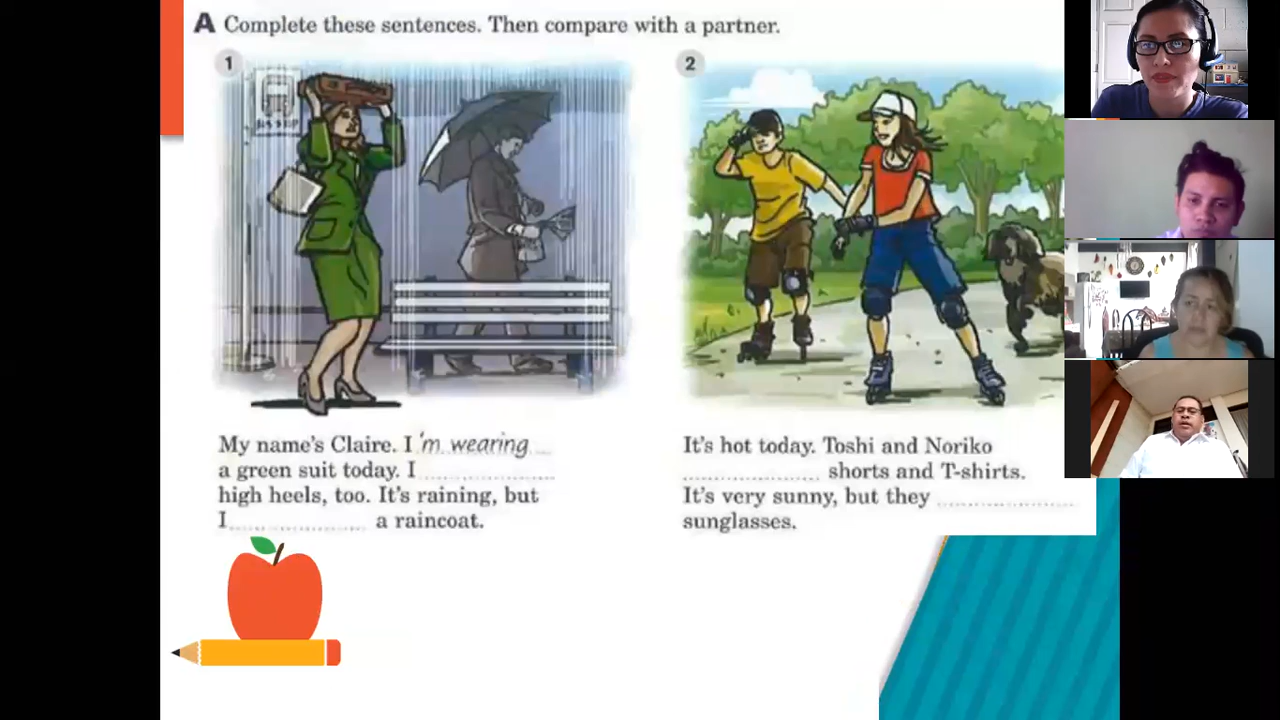 A Complete these sentences. Then compare with a partner.
1
BUS STOP
My name's Claire. I 'm wearing
a green suit today. I
high heels, too. It's raining, but
I a raincoat.
2
It's hot today. Toshi and Noriko
shorts and T-shirts.
It's very sunny, but they
sunglasses.